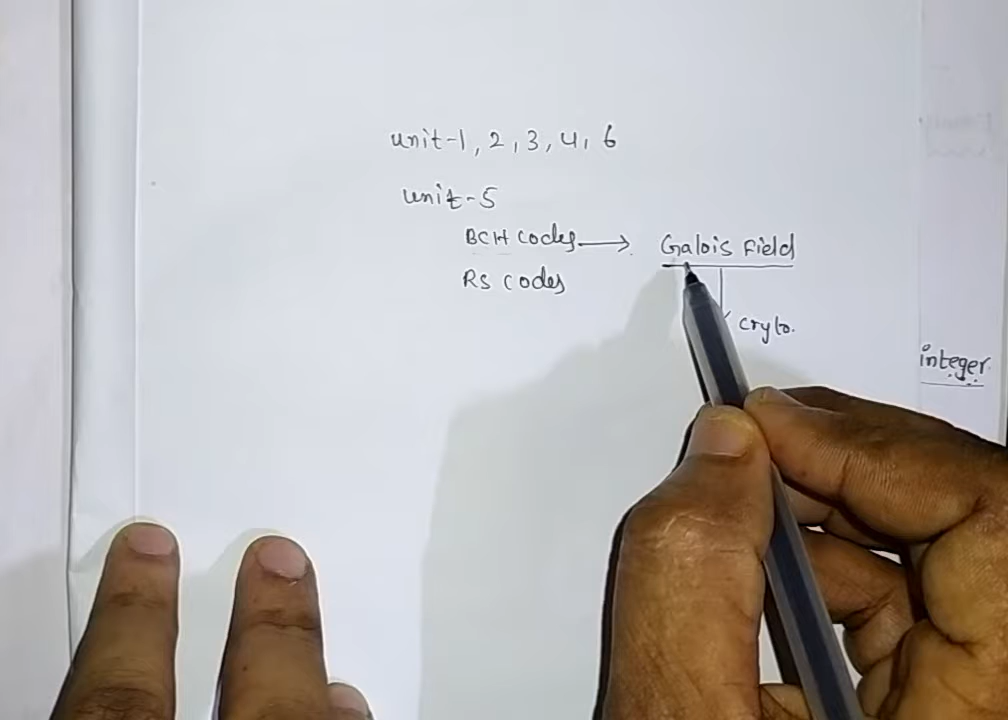 unit-1, 2, 3, 4, 6
unit-5
BCH codes → Galois Field
RS codes
cryto.
integer